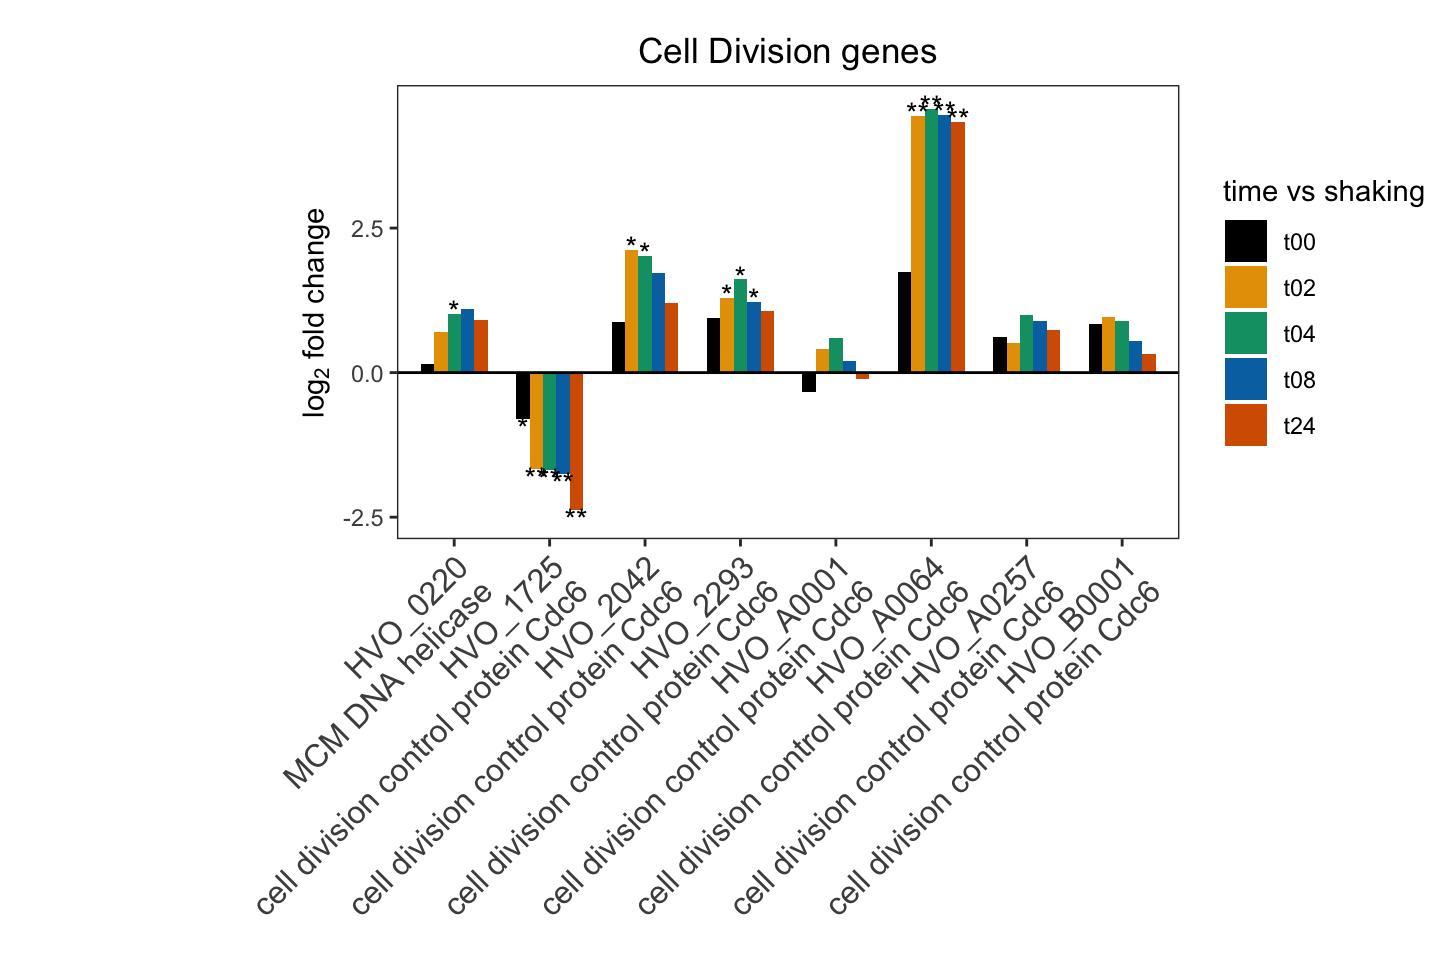 Cell Division genes
log2 fold change
2.5
0.0
-2.5
*
*
** ** **
**
* *
* * *
** ** ** **
HVO_0220
MCM DNA helicase
HVO_1725
cell division control protein Cdc6
HVO_2042
cell division control protein Cdc6
HVO_2293
cell division control protein Cdc6
HVO_A0001
cell division control protein Cdc6
HVO_A0064
cell division control protein Cdc6
HVO_A0257
cell division control protein Cdc6
HVO_B0001
cell division control protein Cdc6
time vs shaking
t00
t02
t04
t08
t24